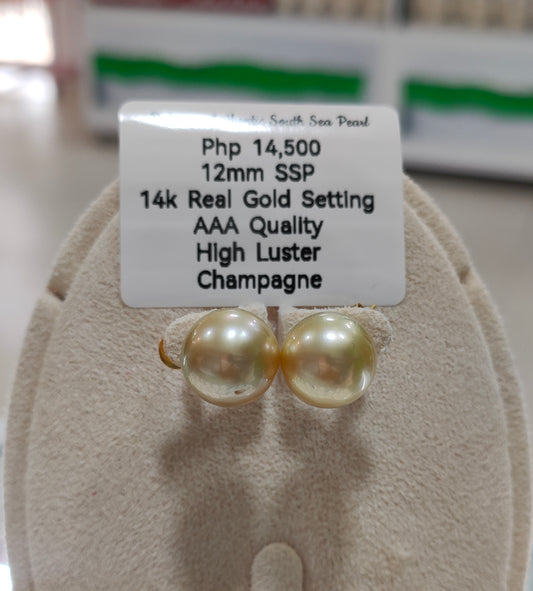 South Sea Pearl
Php 14,500
12mm SSP
14k Real Gold Setting
AAA Quality
High Luster
Champagne